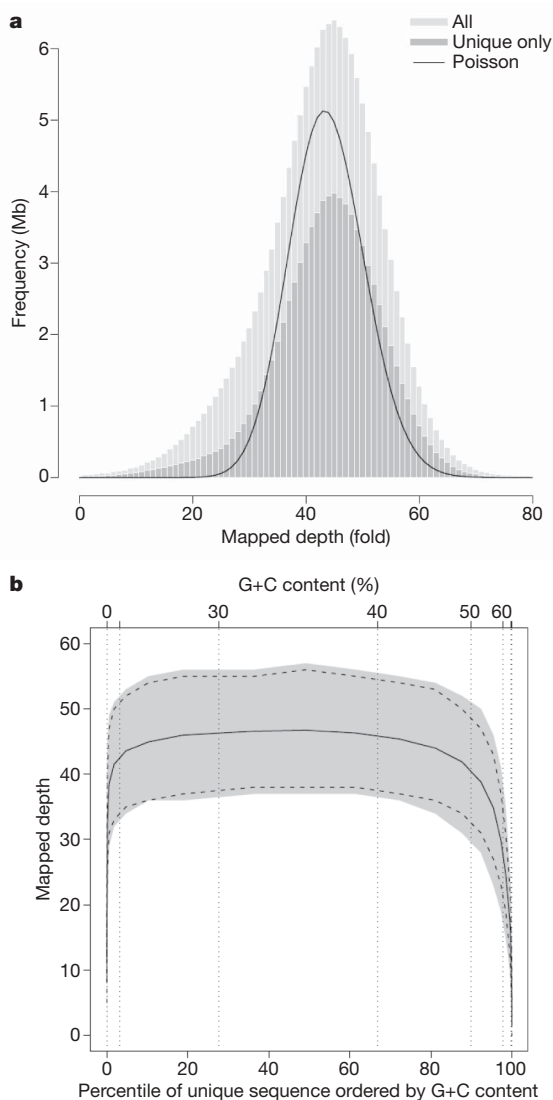 a
All
Unique only
Poisson
6
5
4
3
2
1
0
Frequency (Mb)
0 20 40 60 80
Mapped depth (fold)
b
G+C content (%)
0 30 40 50 60
60
50
40
30
20
10
0
Mapped depth
0 20 40 60 80 100
Percentile of unique sequence ordered by G+C content